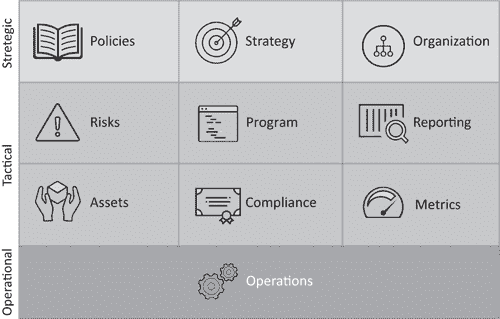 Stretegic
Policies
Strategy
Organization
Tactical
Risks
Program
Reporting
Assets
Compliance
Metrics
Operational
Operations